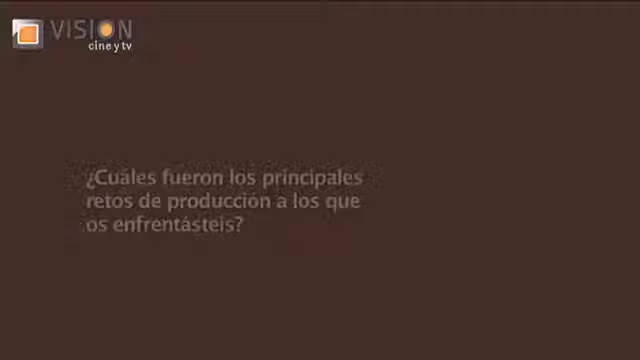 VISION
cine y tv
¿Cuáles fueron los principales
retos de producción a los que
os enfrentásteis?